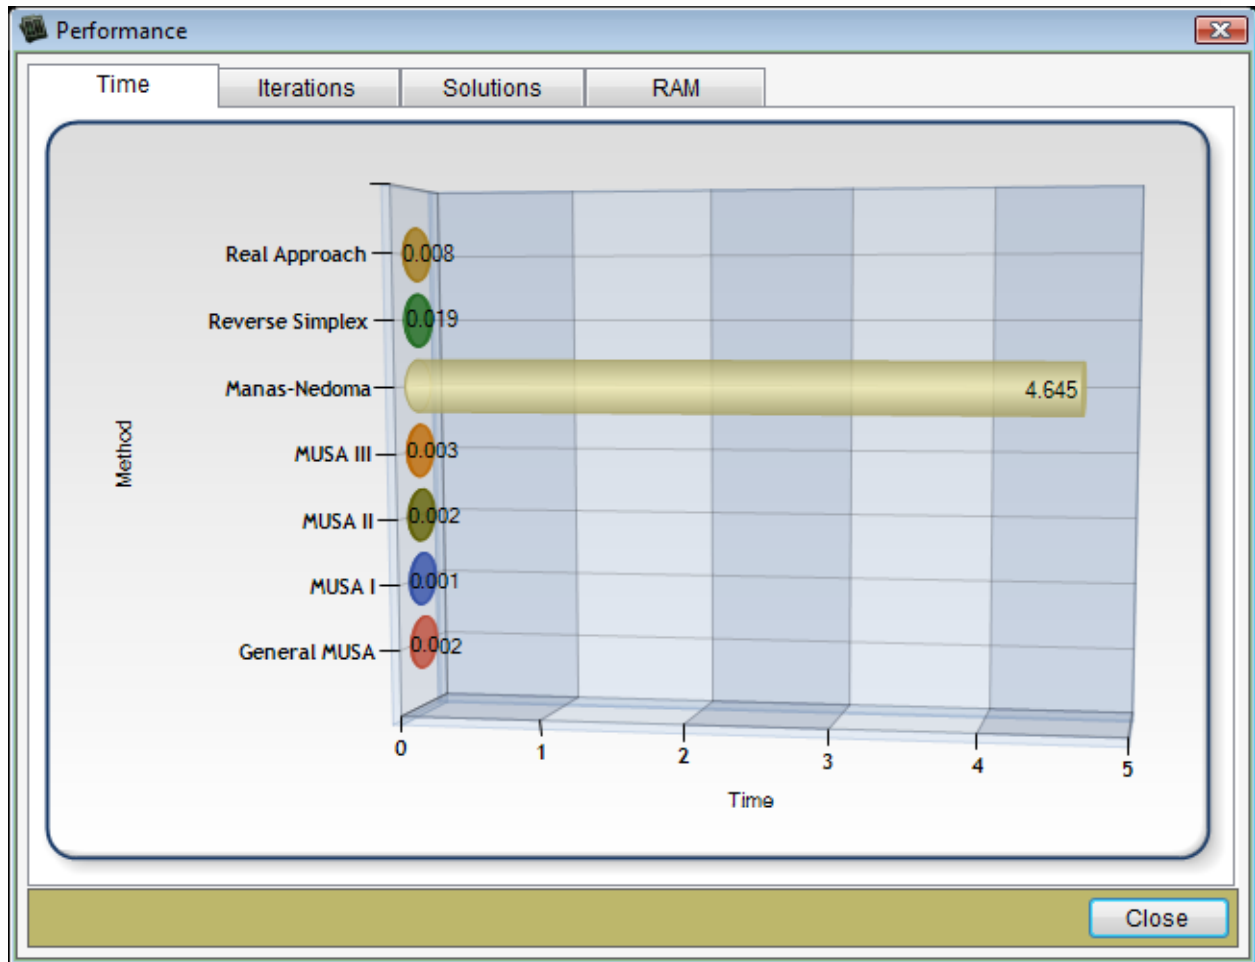 Performance
Time
Iterations
Solutions
RAM
Method
Real Approach
0.008
Reverse Simplex
0.019
Manas-Nedoma
4.645
MUSA III
0.003
MUSA II
0.002
MUSA I
0.001
General MUSA
0.002
0
1
2
3
4
5
Time
Close